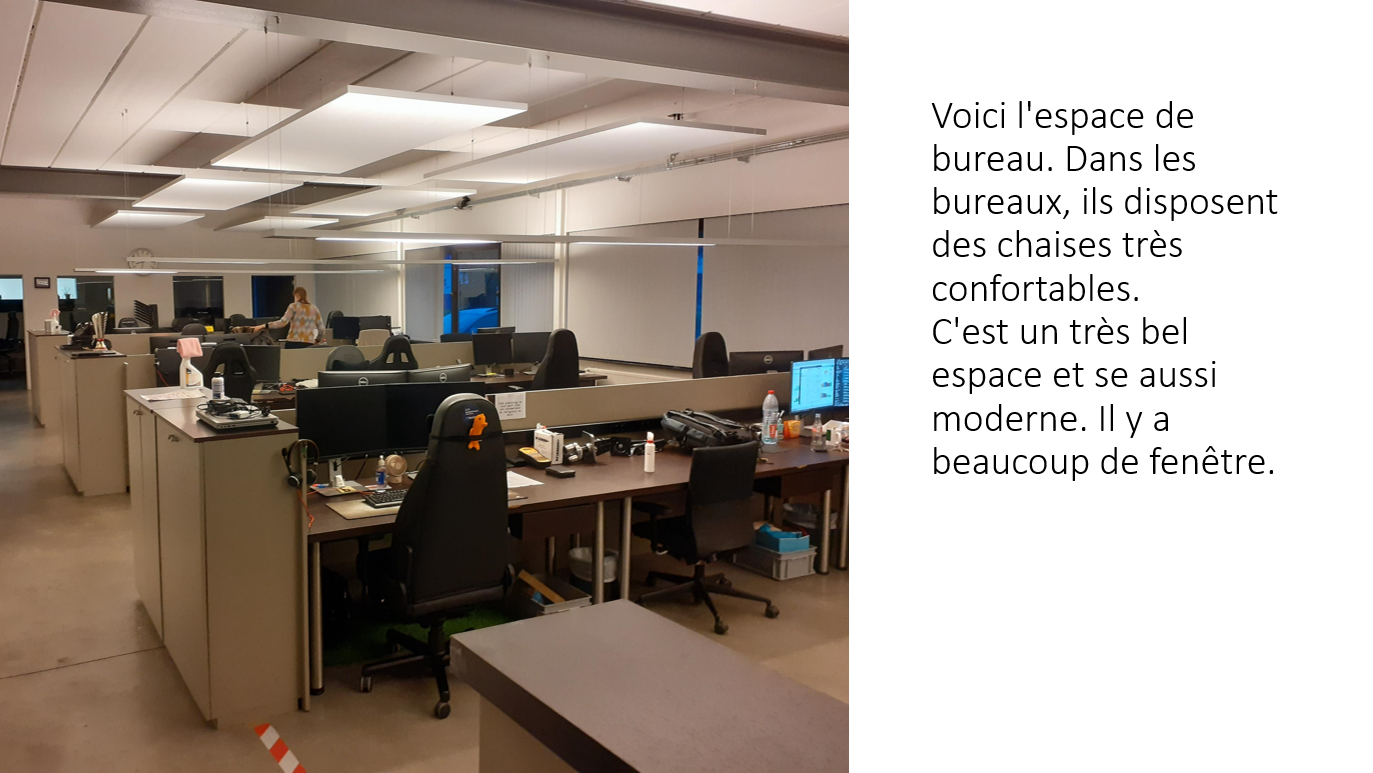 Voici l'espace de
bureau. Dans les
bureaux, ils disposent
des chaises très
confortables.
C'est un très bel
espace et se aussi
moderne. Il y a
beaucoup de fenêtre.